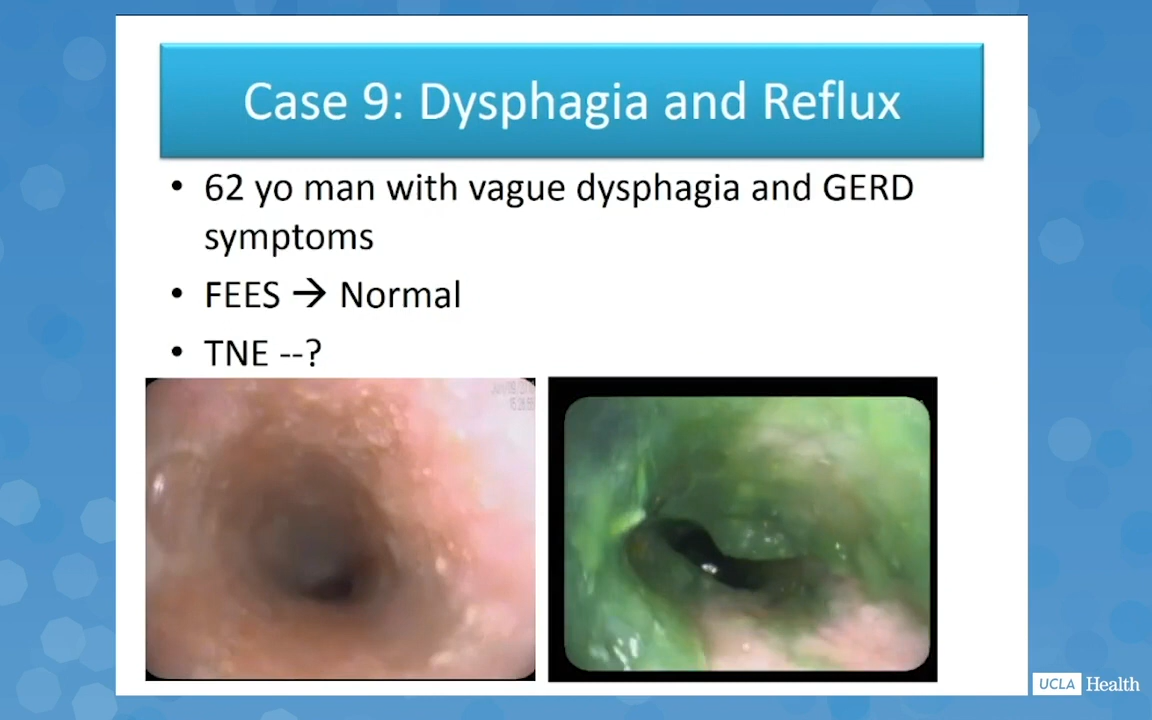 Case 9: Dysphagia and Reflux
• 62 yo man with vague dysphagia and GERD
symptoms
• FEES → Normal
• TNE --?
UCLA Health